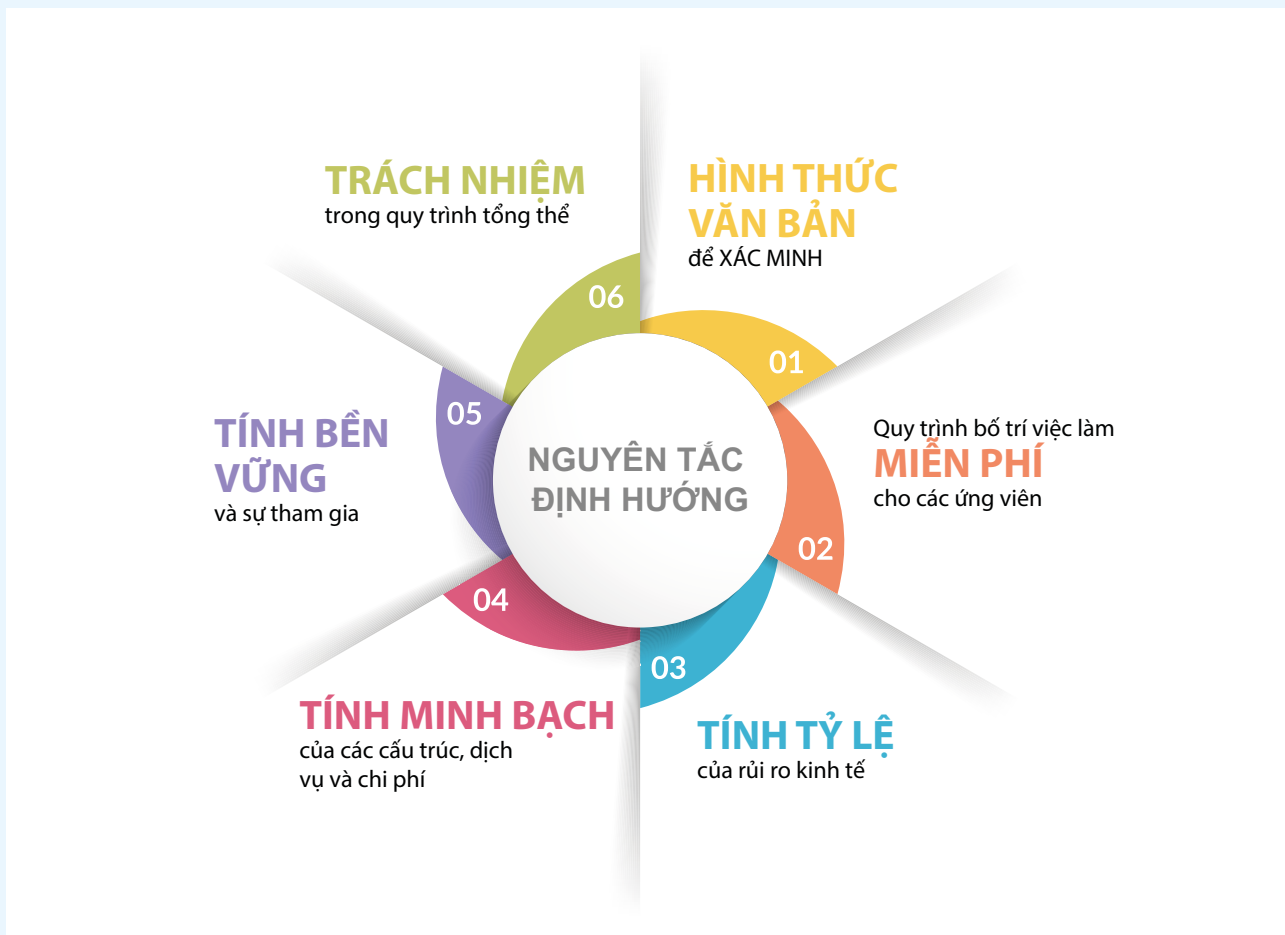 NGUYÊN TẮC
ĐỊNH HƯỚNG
01
HÌNH THỨC
VĂN BẢN
để XÁC MINH
02
Quy trình bố trí việc làm
MIỄN PHÍ
cho các ứng viên
03
TÍNH TỶ LỆ
của rủi ro kinh tế
04
TÍNH MINH BẠCH
của các cấu trúc, dịch
vụ và chi phí
05
TÍNH BỀN
VỮNG
và sự tham gia
06
TRÁCH NHIỆM
trong quy trình tổng thể